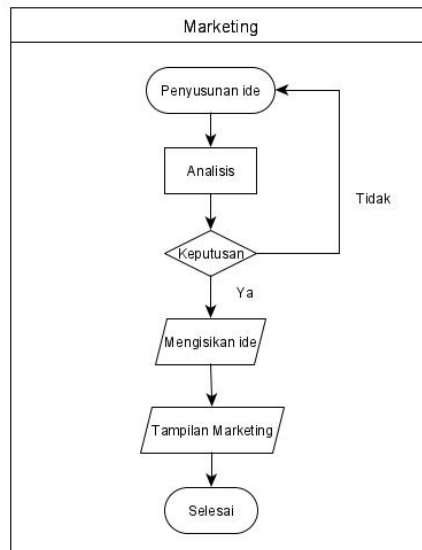 Marketing
Penyusunan ide
Analisis
Tidak
Keputusan
Ya
Mengisikan ide
Tampilan Marketing
Selesai